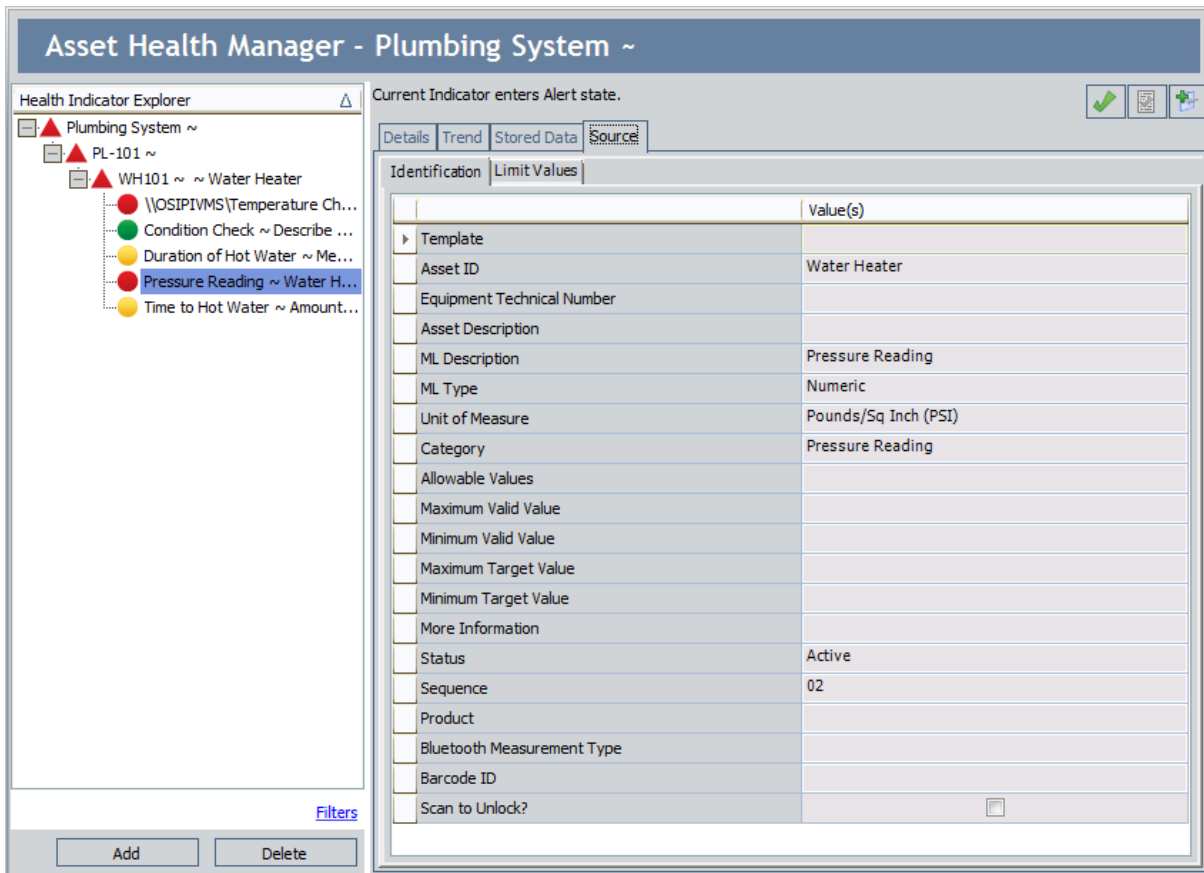 Asset Health Manager - Plumbing System ~
Health Indicator Explorer
Plumbing System ~
PL-101 ~
WH101 ~ ~ Water Heater
\\OSIPIVMS\Temperature Ch...
Condition Check ~ Describe ...
Duration of Hot Water ~ Me...
Pressure Reading ~ Water H...
Time to Hot Water ~ Amount...
Filters
Add Delete
Current Indicator enters Alert state.
Details Trend Stored Data Source
Identification Limit Values
Value(s)
Template
Asset ID Water Heater
Equipment Technical Number
Asset Description
ML Description Pressure Reading
ML Type Numeric
Unit of Measure Pounds/Sq Inch (PSI)
Category Pressure Reading
Allowable Values
Maximum Valid Value
Minimum Valid Value
Maximum Target Value
Minimum Target Value
More Information
Status Active
Sequence 02
Product
Bluetooth Measurement Type
Barcode ID
Scan to Unlock?